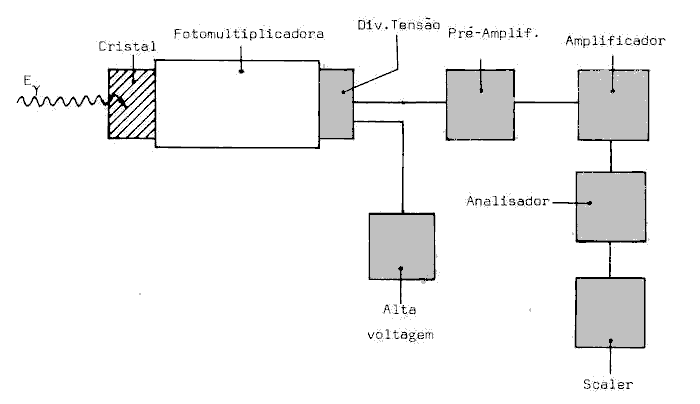 Div.Tensão
Fotomultiplicadora
Pré-Amplif.
Amplificador
Cristal
Eγ
Analisador
Alta
voltagem
Scaler